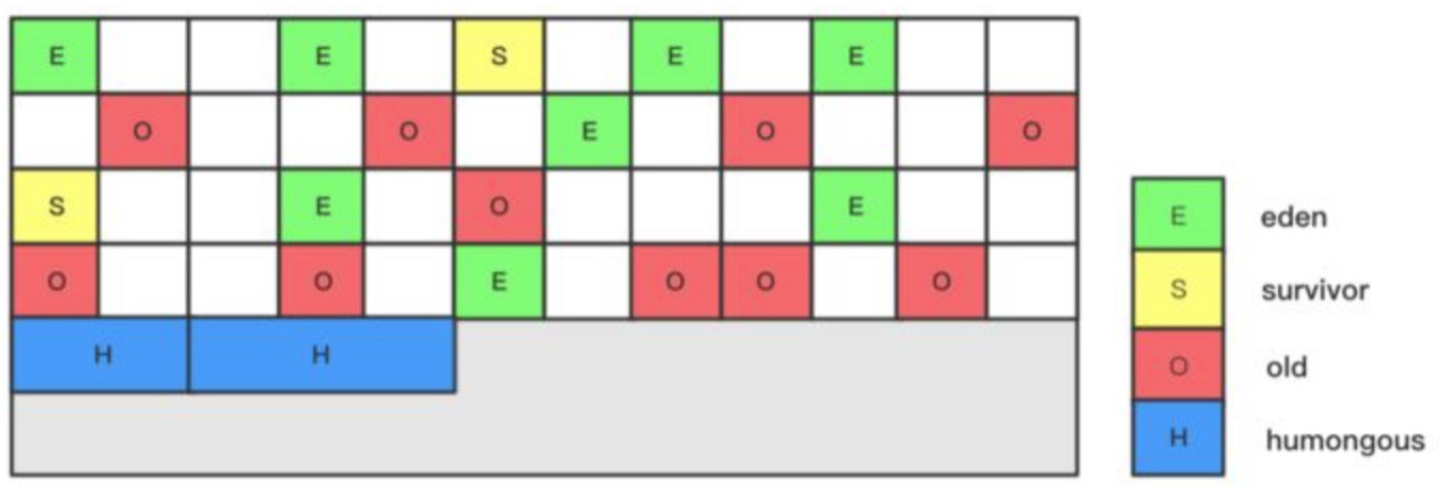 E E S E E
O O E O O
S E O E
O O E O O O
H H
E eden
S survivor
O old
H humongous